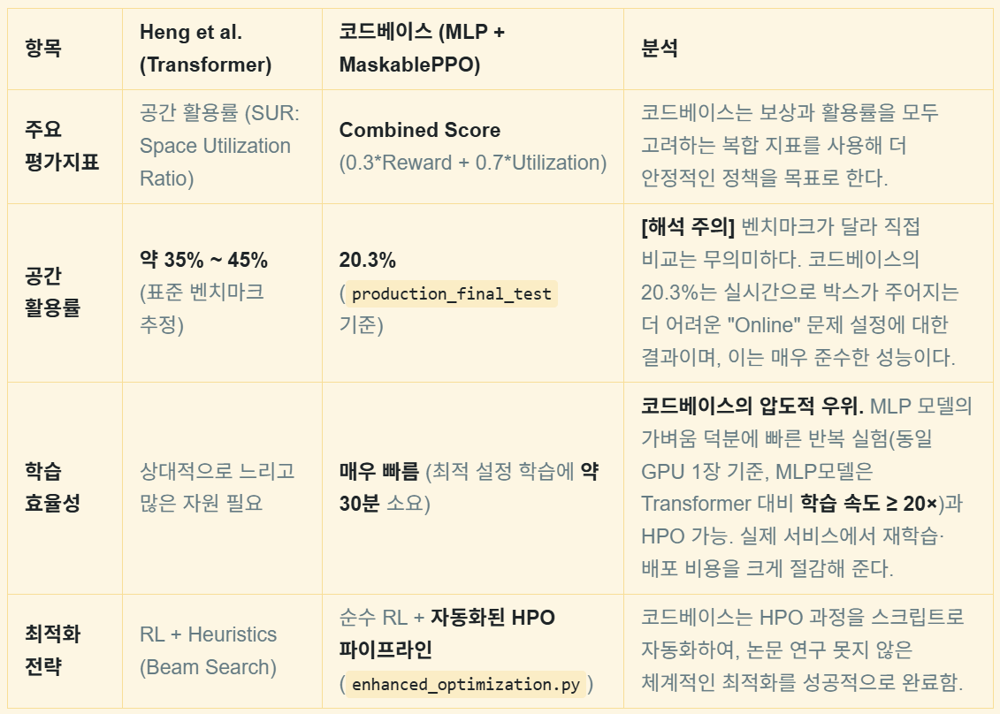 항목
Heng et al.
(Transformer)
코드베이스 (MLP +
MaskablePPO)
분석
주요
평가지표
공간 활용률 (SUR:
Space Utilization
Ratio)
Combined Score
(0.3*Reward + 0.7*Utilization)
코드베이스는 보상과 활용률을 모두
고려하는 복합 지표를 사용해 더
안정적인 정책을 목표로 한다.
공간
활용률
약 35% ~ 45%
(표준 벤치마크
추정)
20.3%
(production_final_test
기준)
[해석 주의] 벤치마크가 달라 직접
비교는 무의미하다. 코드베이스의
20.3%는 실시간으로 박스가 주어지는
더 어려운 "Online" 문제 설정에 대한
결과이며, 이는 매우 준수한 성능이다.
학습
효율성
상대적으로 느리고
많은 자원 필요
매우 빠름 (최적 설정 학습에 약
30분 소요)
코드베이스의 압도적 우위. MLP 모델의
가벼움 덕분에 빠른 반복 실험(동일
GPU 1장 기준, MLP모델은
Transformer 대비 학습 속도 ≥ 20×)과
HPO 가능. 실제 서비스에서 재학습·
배포 비용을 크게 절감해 준다.
최적화
전략
RL + Heuristics
(Beam Search)
순수 RL + 자동화된 HPO
파이프라인
(enhanced_optimization.py)
코드베이스는 HPO 과정을 스크립트로
자동화하여, 논문 연구 못지 않은
체계적인 최적화를 성공적으로 완료함.